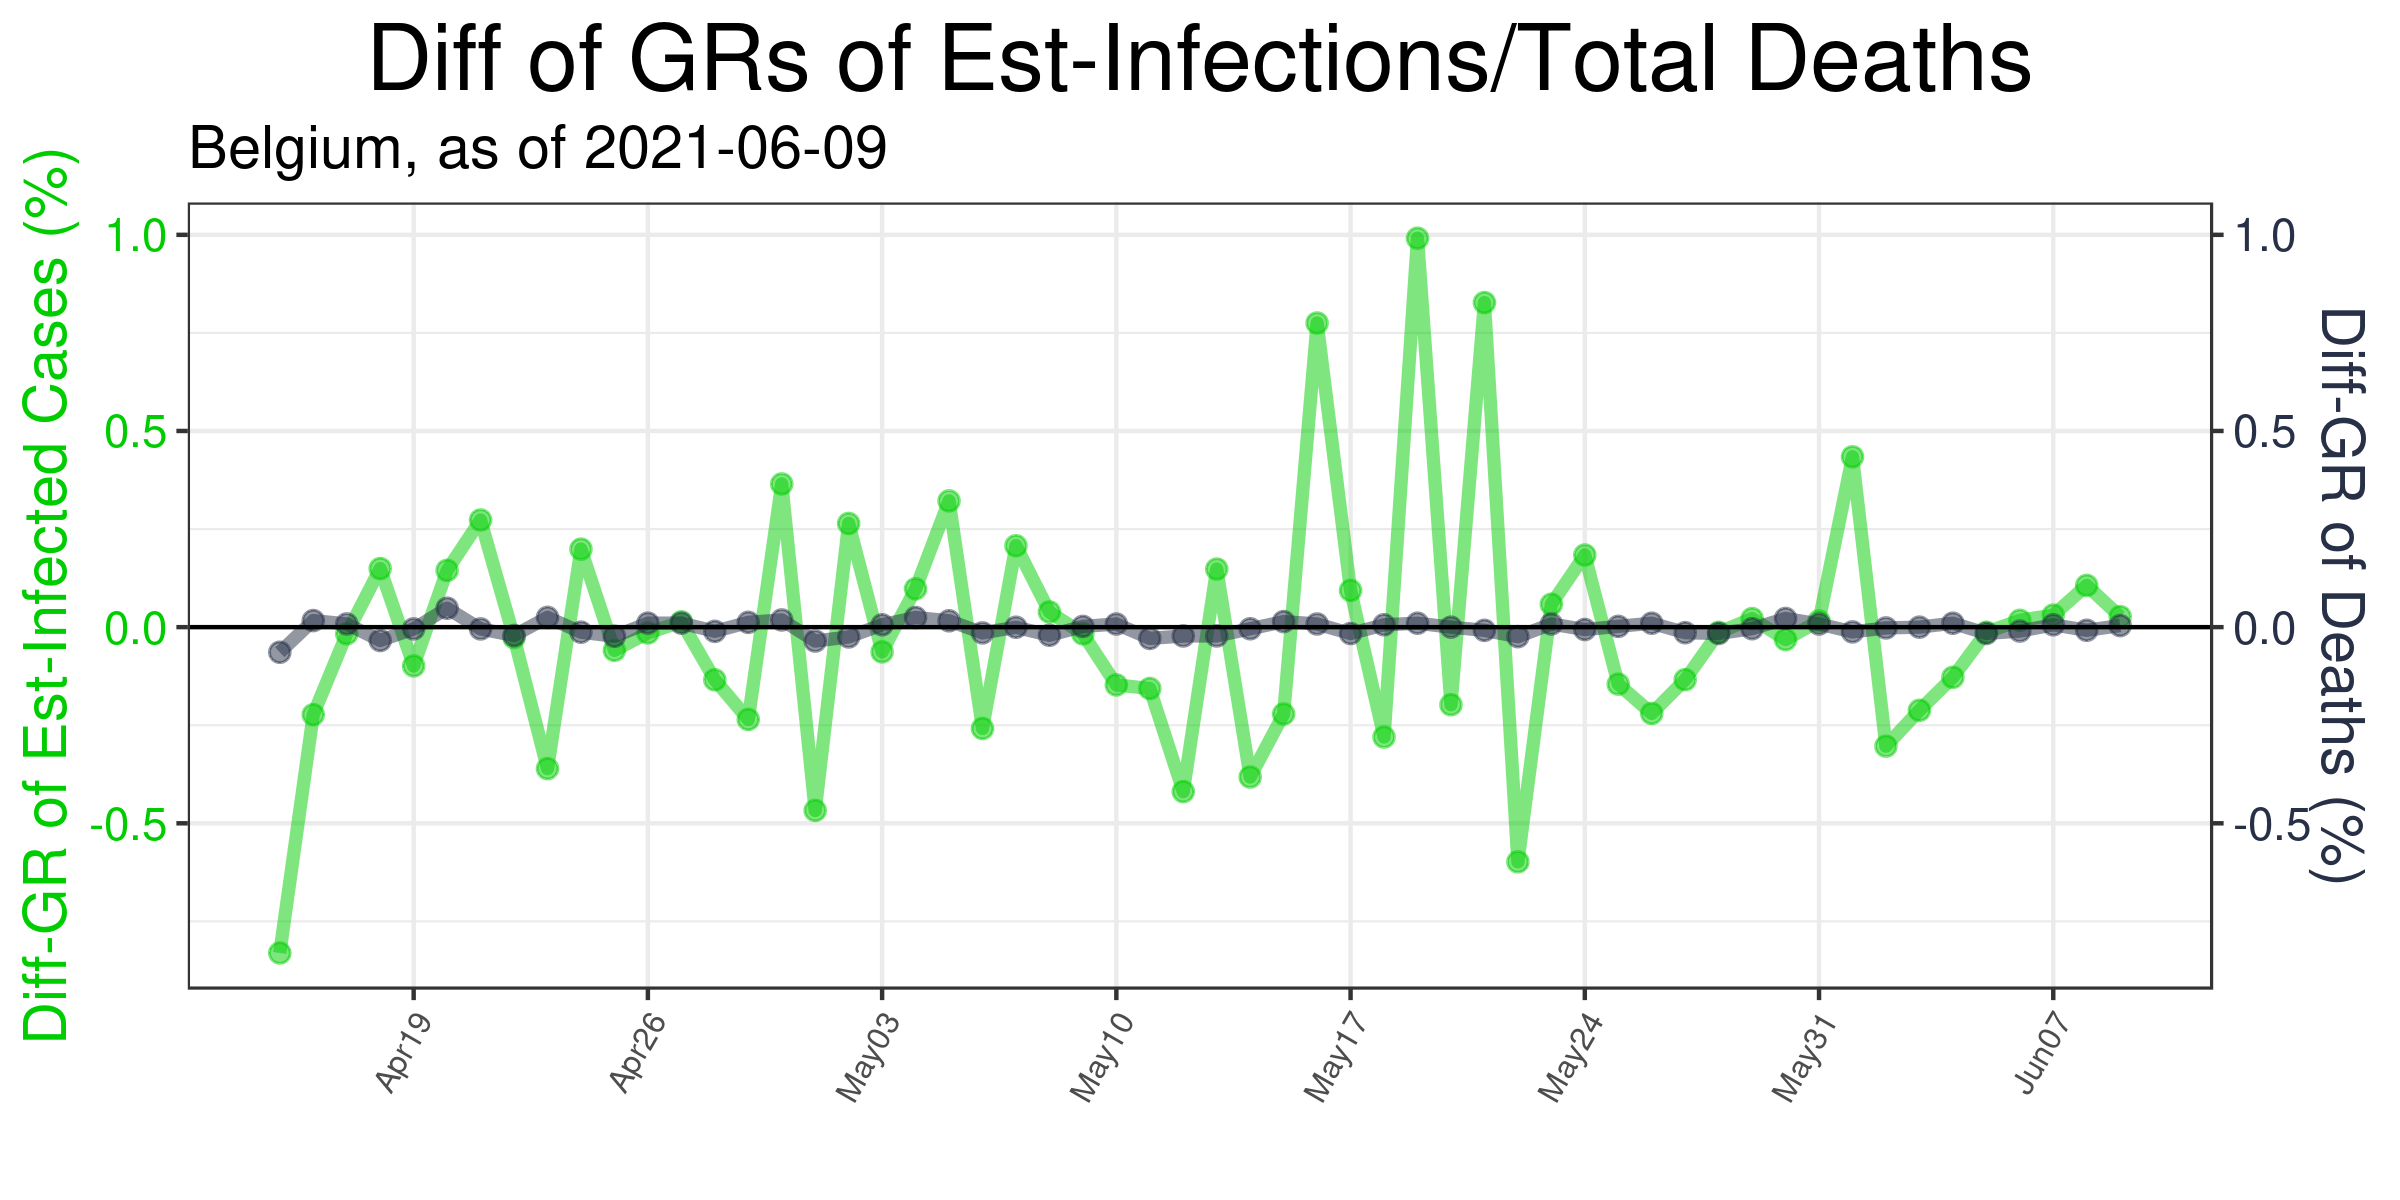 Diff of GRs of Est-Infections/Total Deaths
Belgium, as of 2021-06-09
Diff-GR of Est-Infected Cases (%)
1.0
0.5
0.0
-0.5
1.0
0.5
0.0
-0.5
Diff-GR of Deaths (%)
Apr19
Apr26
May03
May10
May17
May24
May31
Jun07